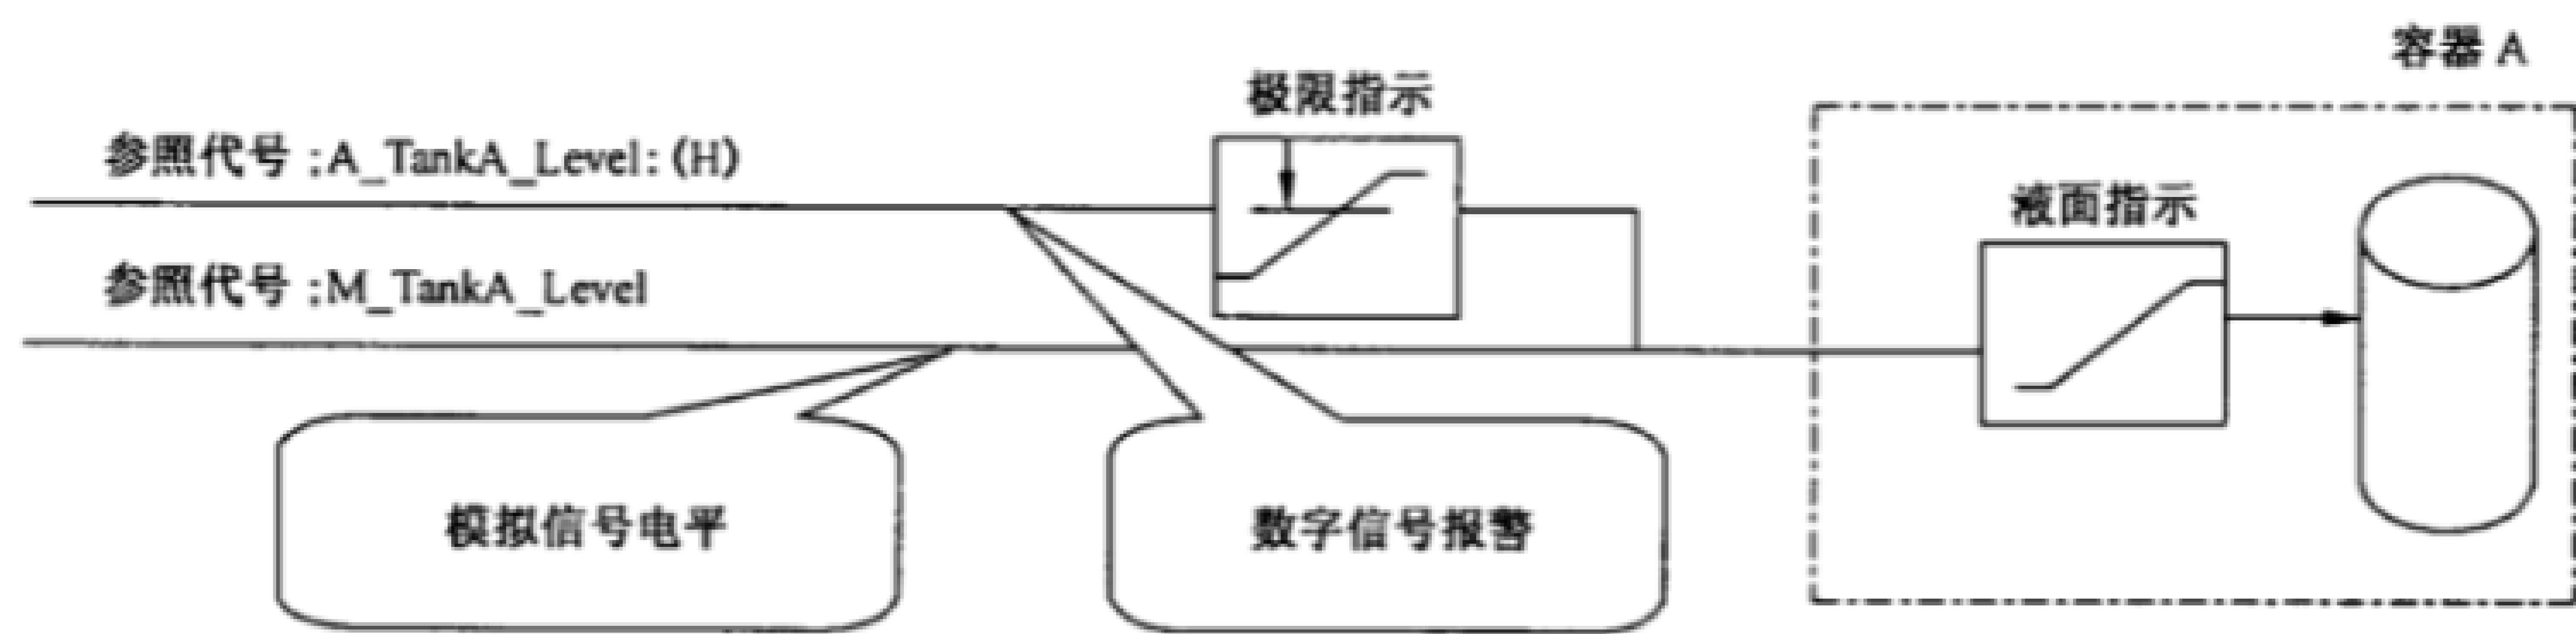 容器 A
极限指示
参照代号:A_TankA_Level:(H)
液面指示
参照代号:M_TankA_Level
模拟信号电平
数字信号报警